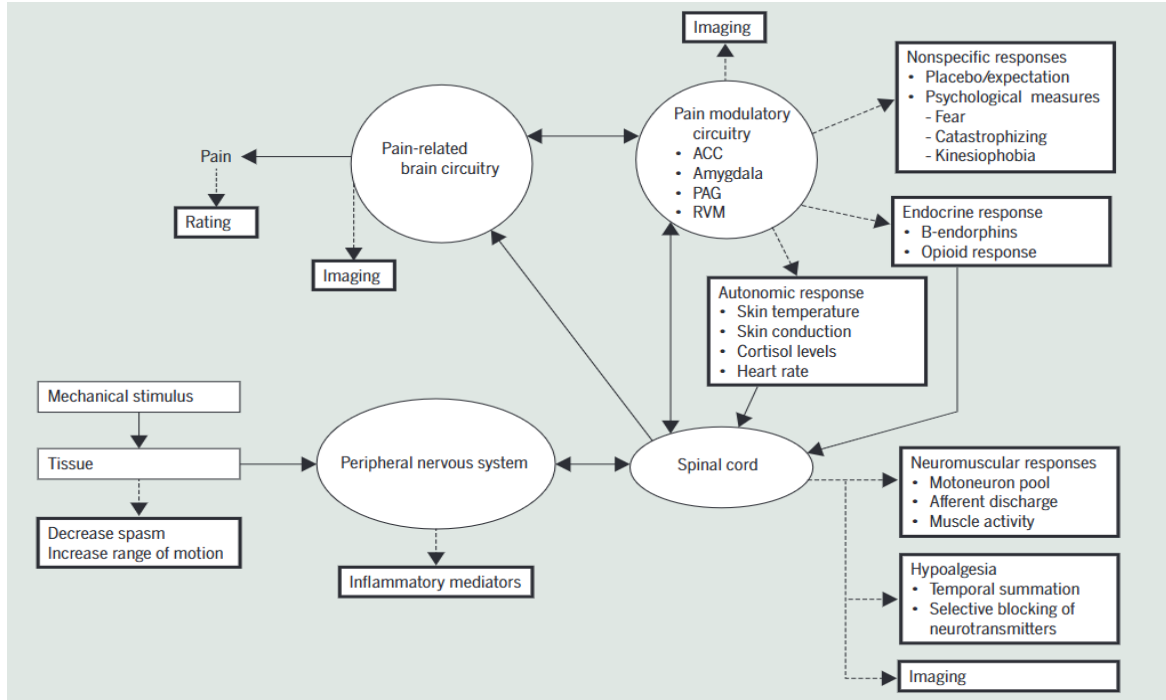 Imaging
Nonspecific responses
• Placebo/expectation
• Psychological measures
- Fear
- Catastrophizing
- Kinesiophobia
Pain modulatory
circuitry
• ACC
• Amygdala
• PAG
• RVM
Pain-related
brain circuitry
Pain
Rating
Imaging
Endocrine response
• B-endorphins
• Opioid response
Autonomic response
• Skin temperature
• Skin conduction
• Cortisol levels
• Heart rate
Mechanical stimulus
Tissue
Decrease spasm
Increase range of motion
Peripheral nervous system
Inflammatory mediators
Spinal cord
Neuromuscular responses
• Motoneuron pool
• Afferent discharge
• Muscle activity
Hypoalgesia
• Temporal summation
• Selective blocking of
neurotransmitters
Imaging